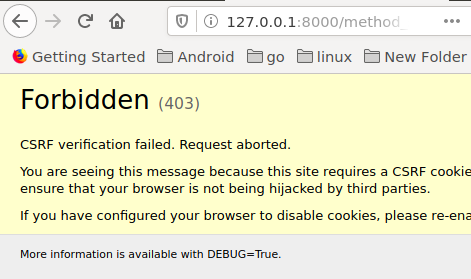 127.0.0.1:8000/method_
Getting Started Android go linux New Folder
Forbidden (403)
CSRF verification failed. Request aborted.
You are seeing this message because this site requires a CSRF cookie
ensure that your browser is not being hijacked by third parties.
If you have configured your browser to disable cookies, please re-ena
More information is available with DEBUG=True.